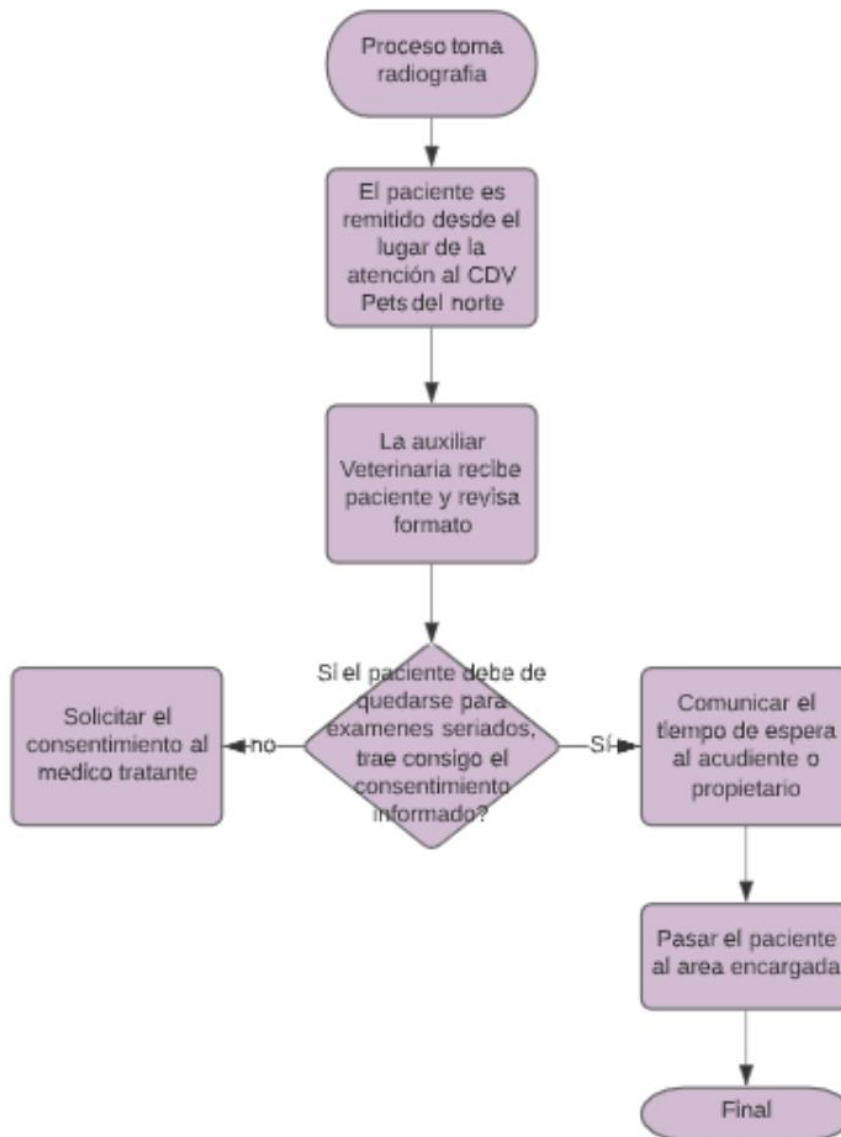 Proceso toma
radiografia
El paciente es
remitido desde el
lugar de la
atención al CDV
Pets del norte
La auxiliar
Veterinaria recibe
paciente y revisa
formato
Sí el paciente debe de
quedarse para
examenes seriados,
trae consigo el
consentimiento
informado?
no
Solicitar el
consentimiento al
medico tratante
Sí
Comunicar el
tiempo de espera
al acudiente o
propietario
Pasar el paciente
al area encargada
Final